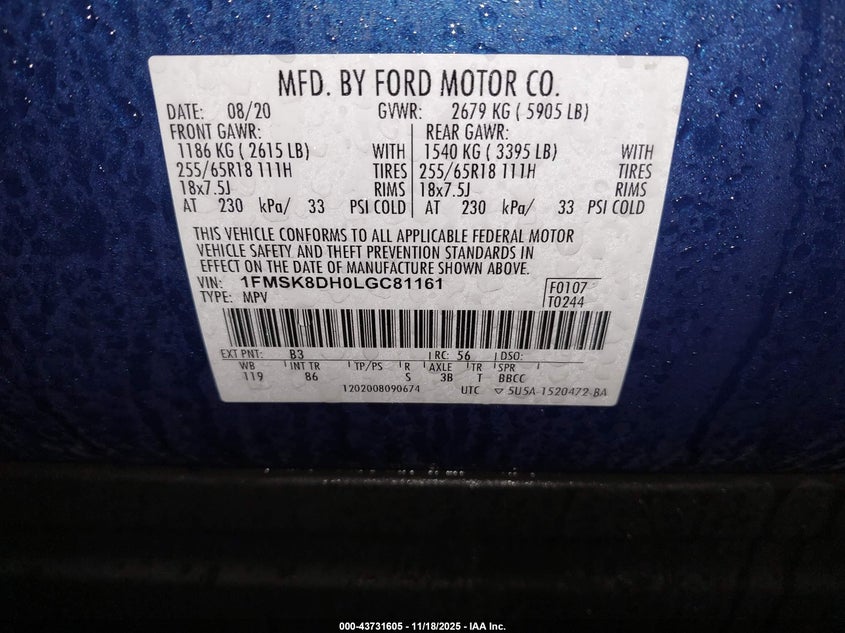 MFD. BY FORD MOTOR CO.
DATE: 08/20 GVWR: 2679 KG ( 5905 LB)
FRONT GAWR: REAR GAWR:
1186 KG ( 2615 LB) WITH 1540 KG ( 3395 LB) WITH
255/65R18 111H TIRES 255/65R18 111H TIRES
18x7.5J RIMS 18x7.5J RIMS
AT 230 kPa/ 33 PSI COLD AT 230 kPa/ 33 PSI COLD
THIS VEHICLE CONFORMS TO ALL APPLICABLE FEDERAL MOTOR
VEHICLE SAFETY AND THEFT PREVENTION STANDARDS IN
EFFECT ON THE DATE OF MANUFACTURE SHOWN ABOVE.
VIN: 1FMSK8DH0LGC81161 F0107
TYPE: MPV T0244
EXT PNT: B3 RC: 56 DSO:
WB INT TR TP/PS R AXLE TR SPR
119 86 S 3B T BBCC
1202008090674 UTC ▽ 5U5A-1520472-BA
000-43731605 - 11/18/2025 - IAA Inc.